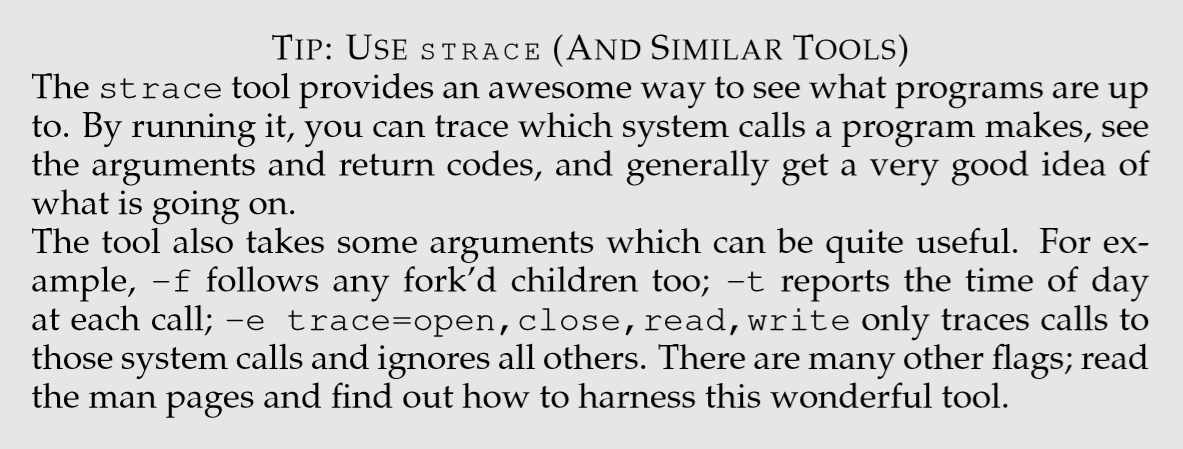 TIP: USE STRACE (AND SIMILAR TOOLS)
The strace tool provides an awesome way to see what programs are up
to. By running it, you can trace which system calls a program makes, see
the arguments and return codes, and generally get a very good idea of
what is going on.
The tool also takes some arguments which can be quite useful. For ex-
ample, -f follows any fork'd children too; -t reports the time of day
at each call; -e trace=open,close,read,write only traces calls to
those system calls and ignores all others. There are many other flags; read
the man pages and find out how to harness this wonderful tool.